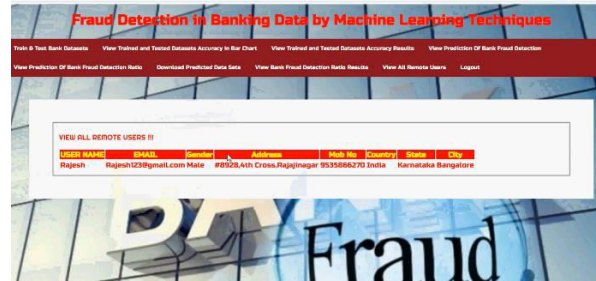 Fraud Detection in Banking Data by Machine Learning Techniques
Train & Test Bank Datasets View Trained and Tested Datasets Accuracy in Bar Chart View Trained and Tested Datasets Accuracy Results View Prediction Of Bank Fraud Detection
View Prediction Of Bank Fraud Detection Ratio Download Predicted Data Sets View Bank Fraud Detection Ratio Results View All Remote Users Logout
VIEW ALL REMOTE USERS !!!
USER NAME EMAIL Gender Address Mob No Country State City
Rajesh Rajesh123@gmail.com Male #8928,4th Cross,Rajajinagar 9535866270 India Karnataka Bangalore
BAN
Fraud